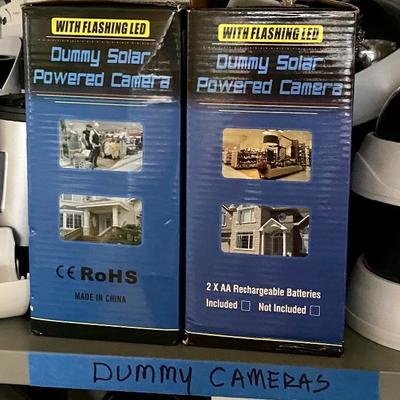 WITH FLASHING LED
Dummy Solar
Powered Camera
CE RoHS
MADE IN CHINA
WITH FLASHING LED
Dummy Solar
Powered Camera
2 X AA Rechargeable Batteries
Included Not Included
DUMMY CAMERAS